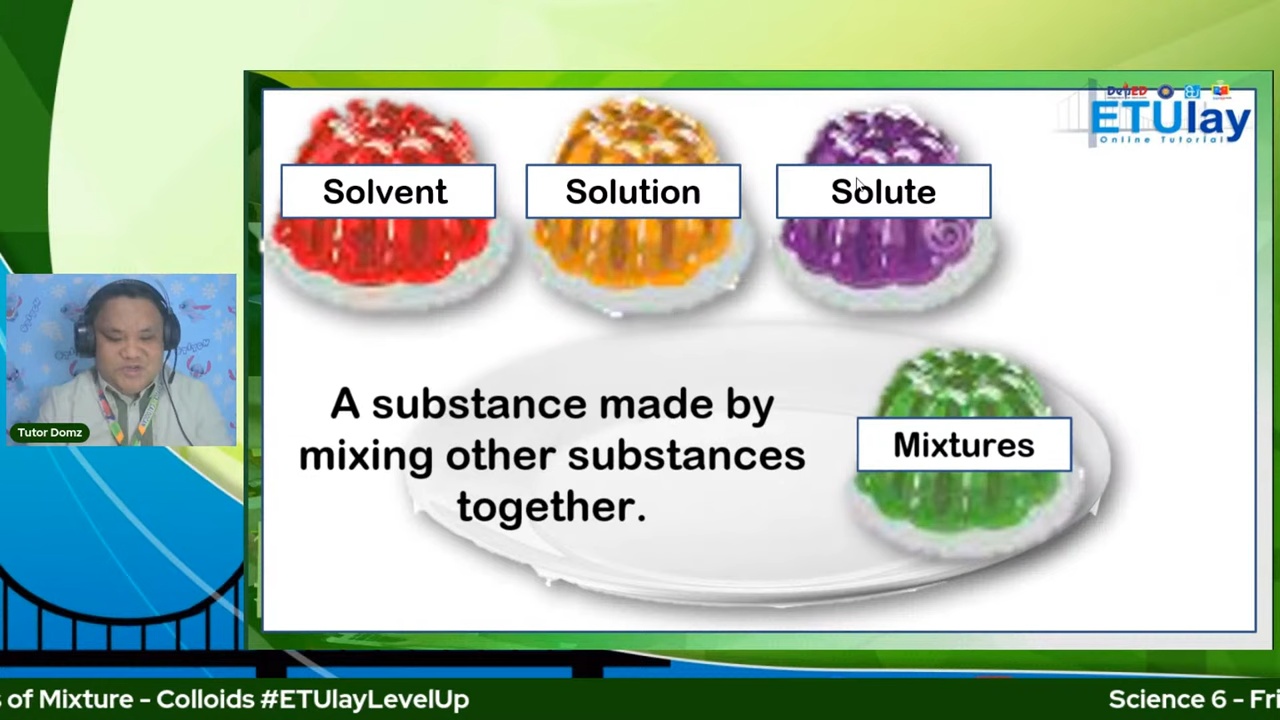 DepED
ETUlay
Online Tutorial
Solvent
Solution
Solute
A substance made by
mixing other substances
together.
Mixtures
Tutor Domz
s of Mixture - Colloids #ETUlayLevelUp
Science 6 - Fri